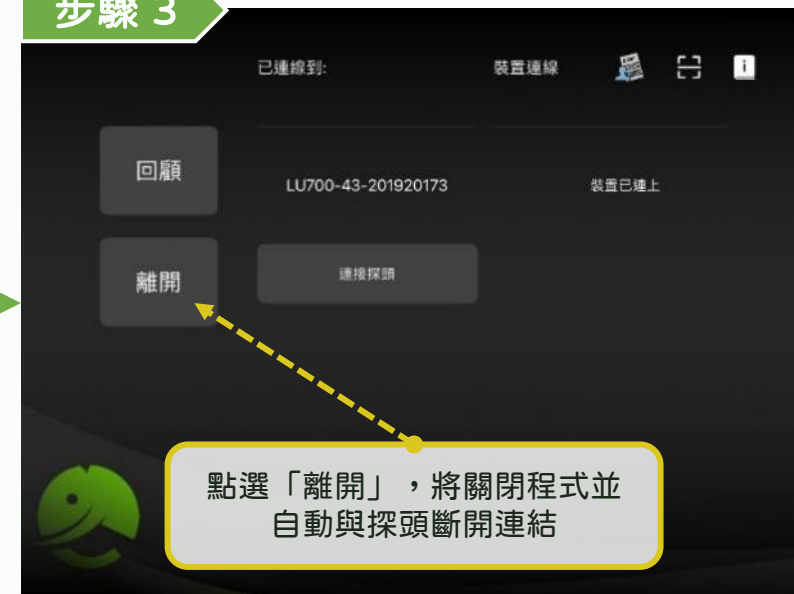 步驟 3
已連線到:
裝置連線
i
回顧
LU700-43-201920173
裝置已連上
離開
連接探頭
點選「離開」，將關閉程式並
自動與探頭斷開連結